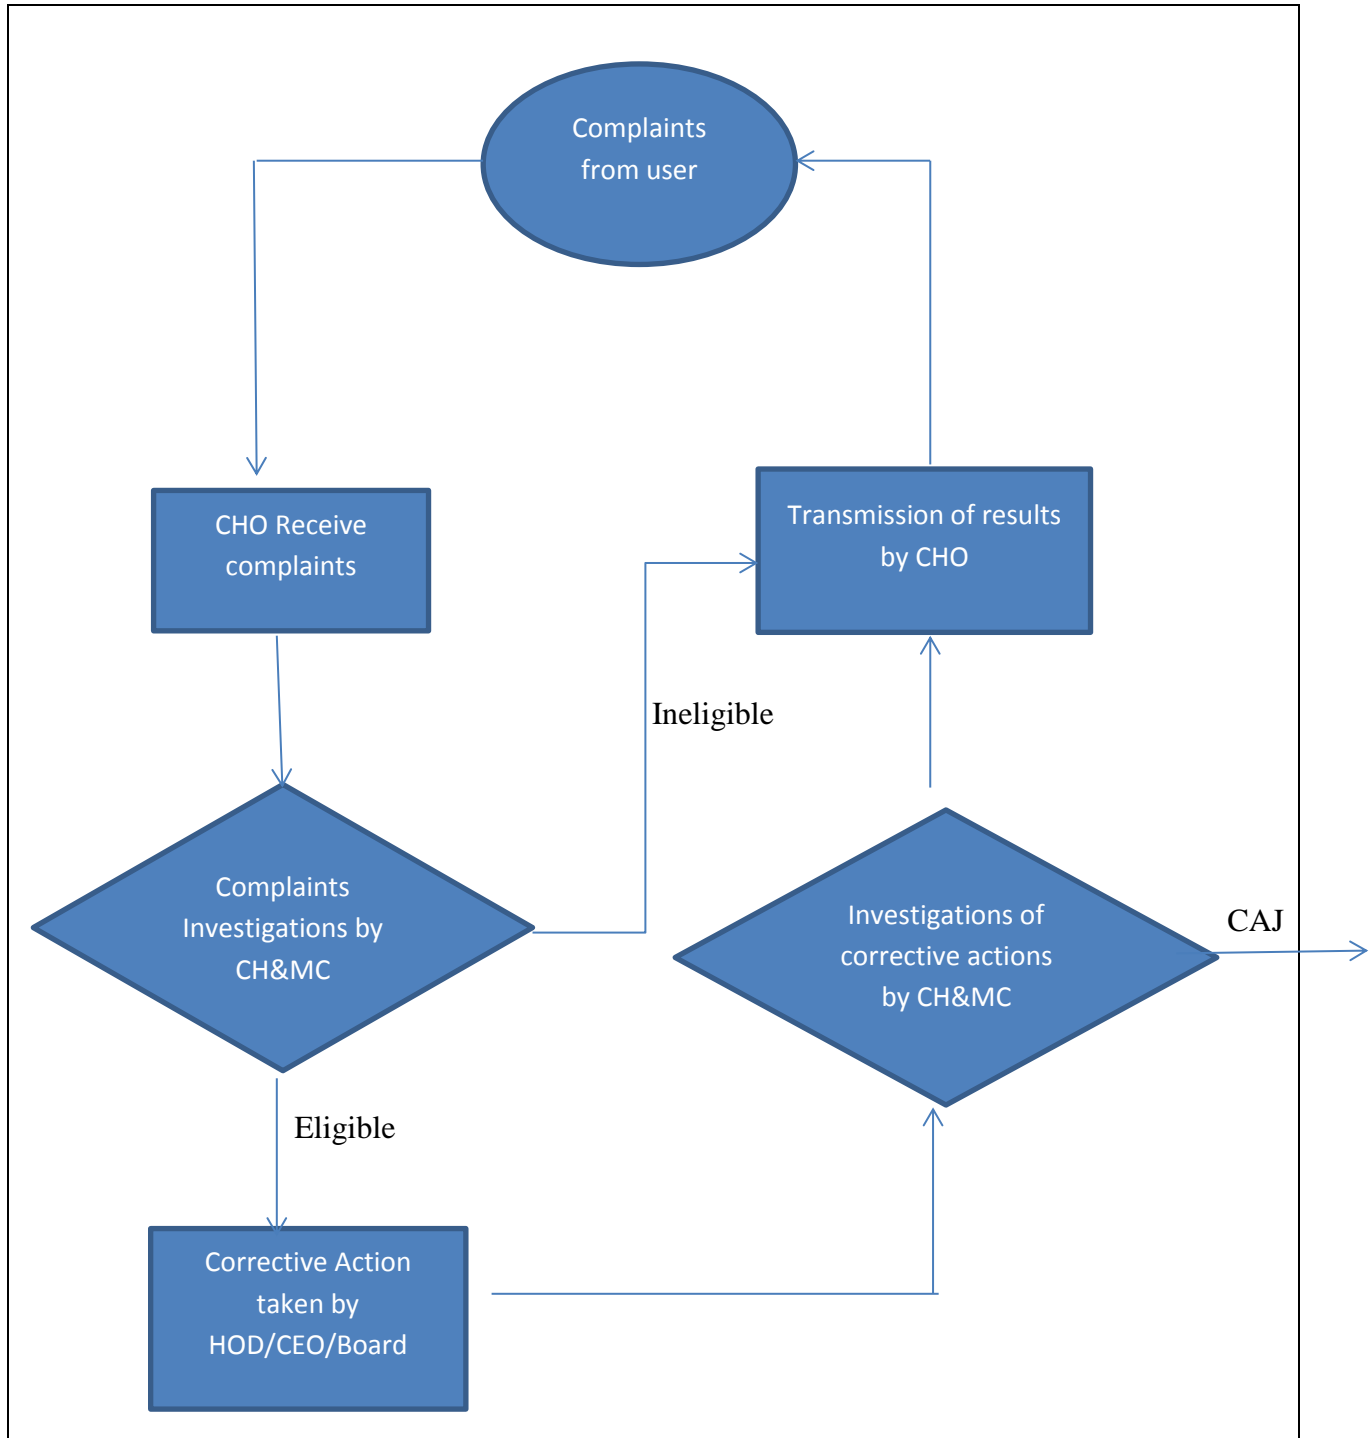 Complaints
from user
CHO Receive
complaints
Transmission of results
by CHO
Ineligible
Complaints
Investigations by
CH&MC
Investigations of
corrective actions
by CH&MC
CAJ
Eligible
Corrective Action
taken by
HOD/CEO/Board